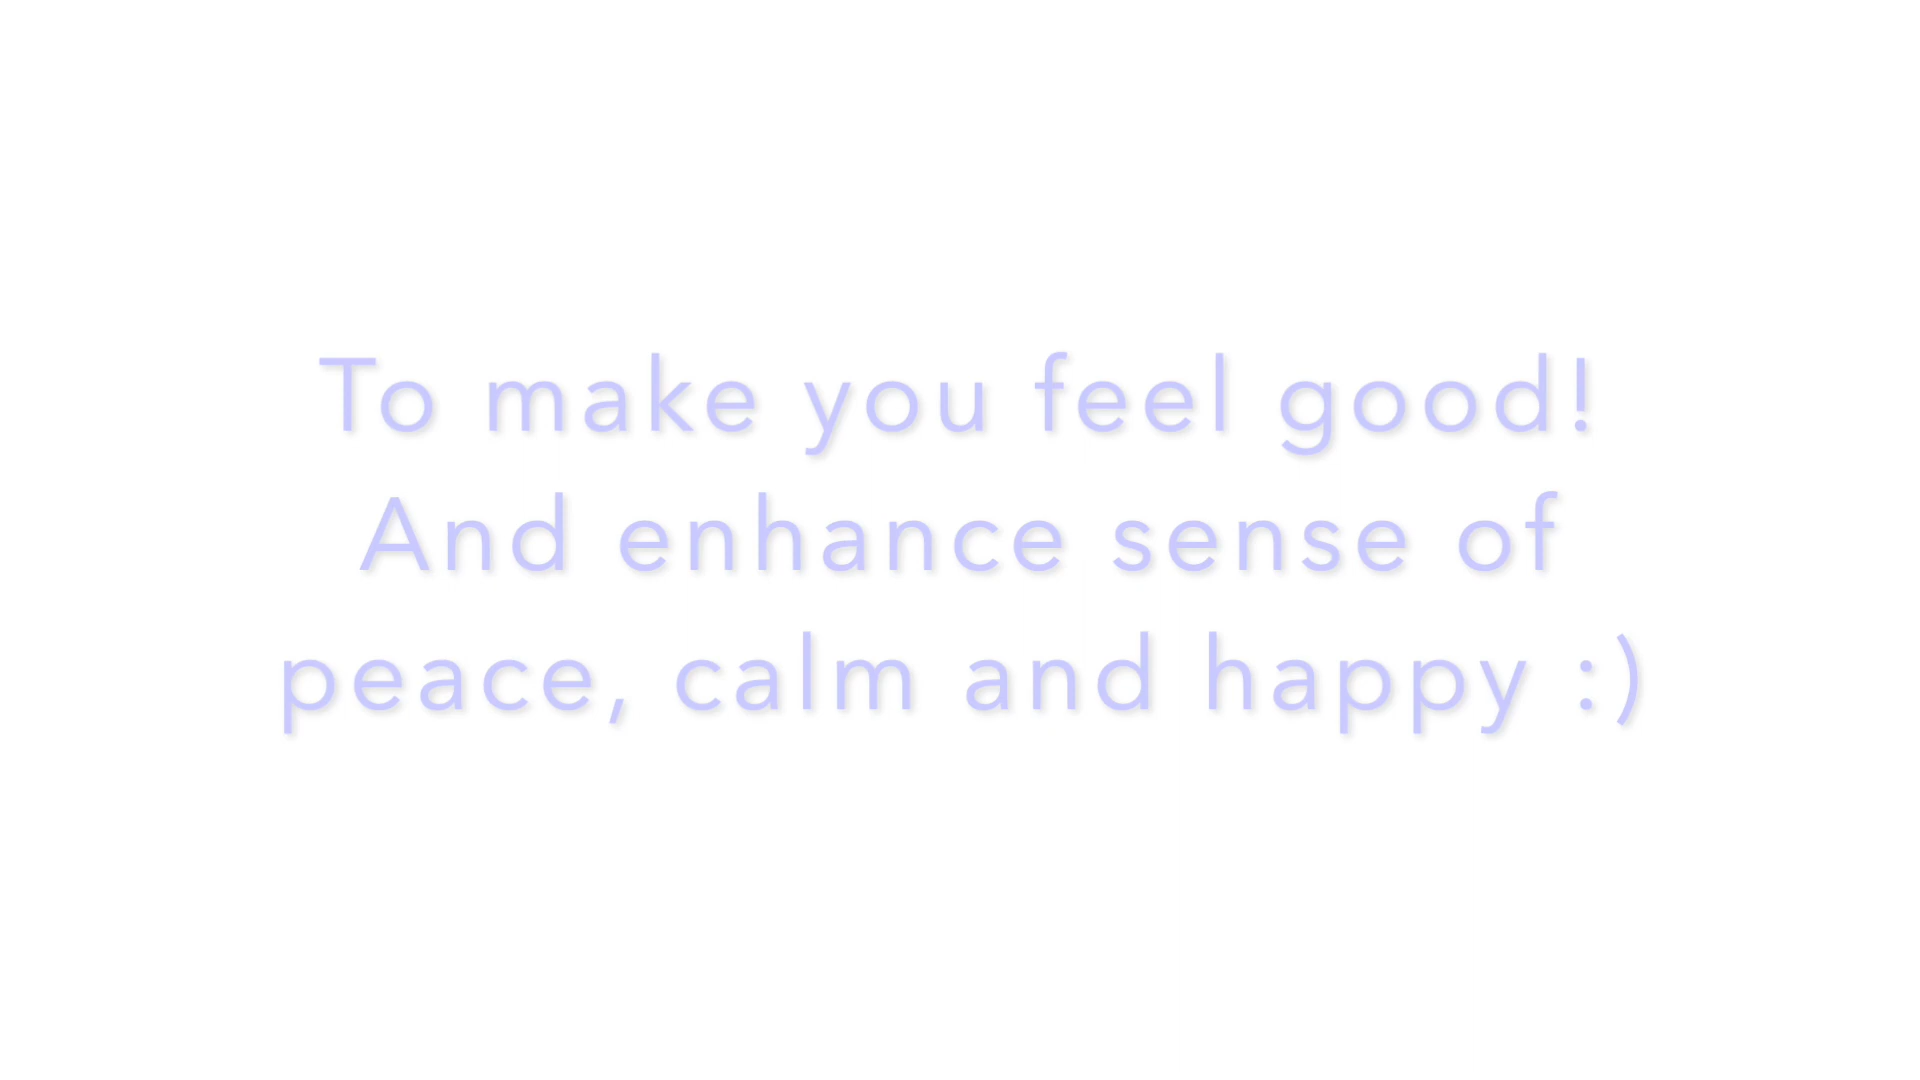 To make you feel good!
And enhance sense of
peace, calm and happy :)